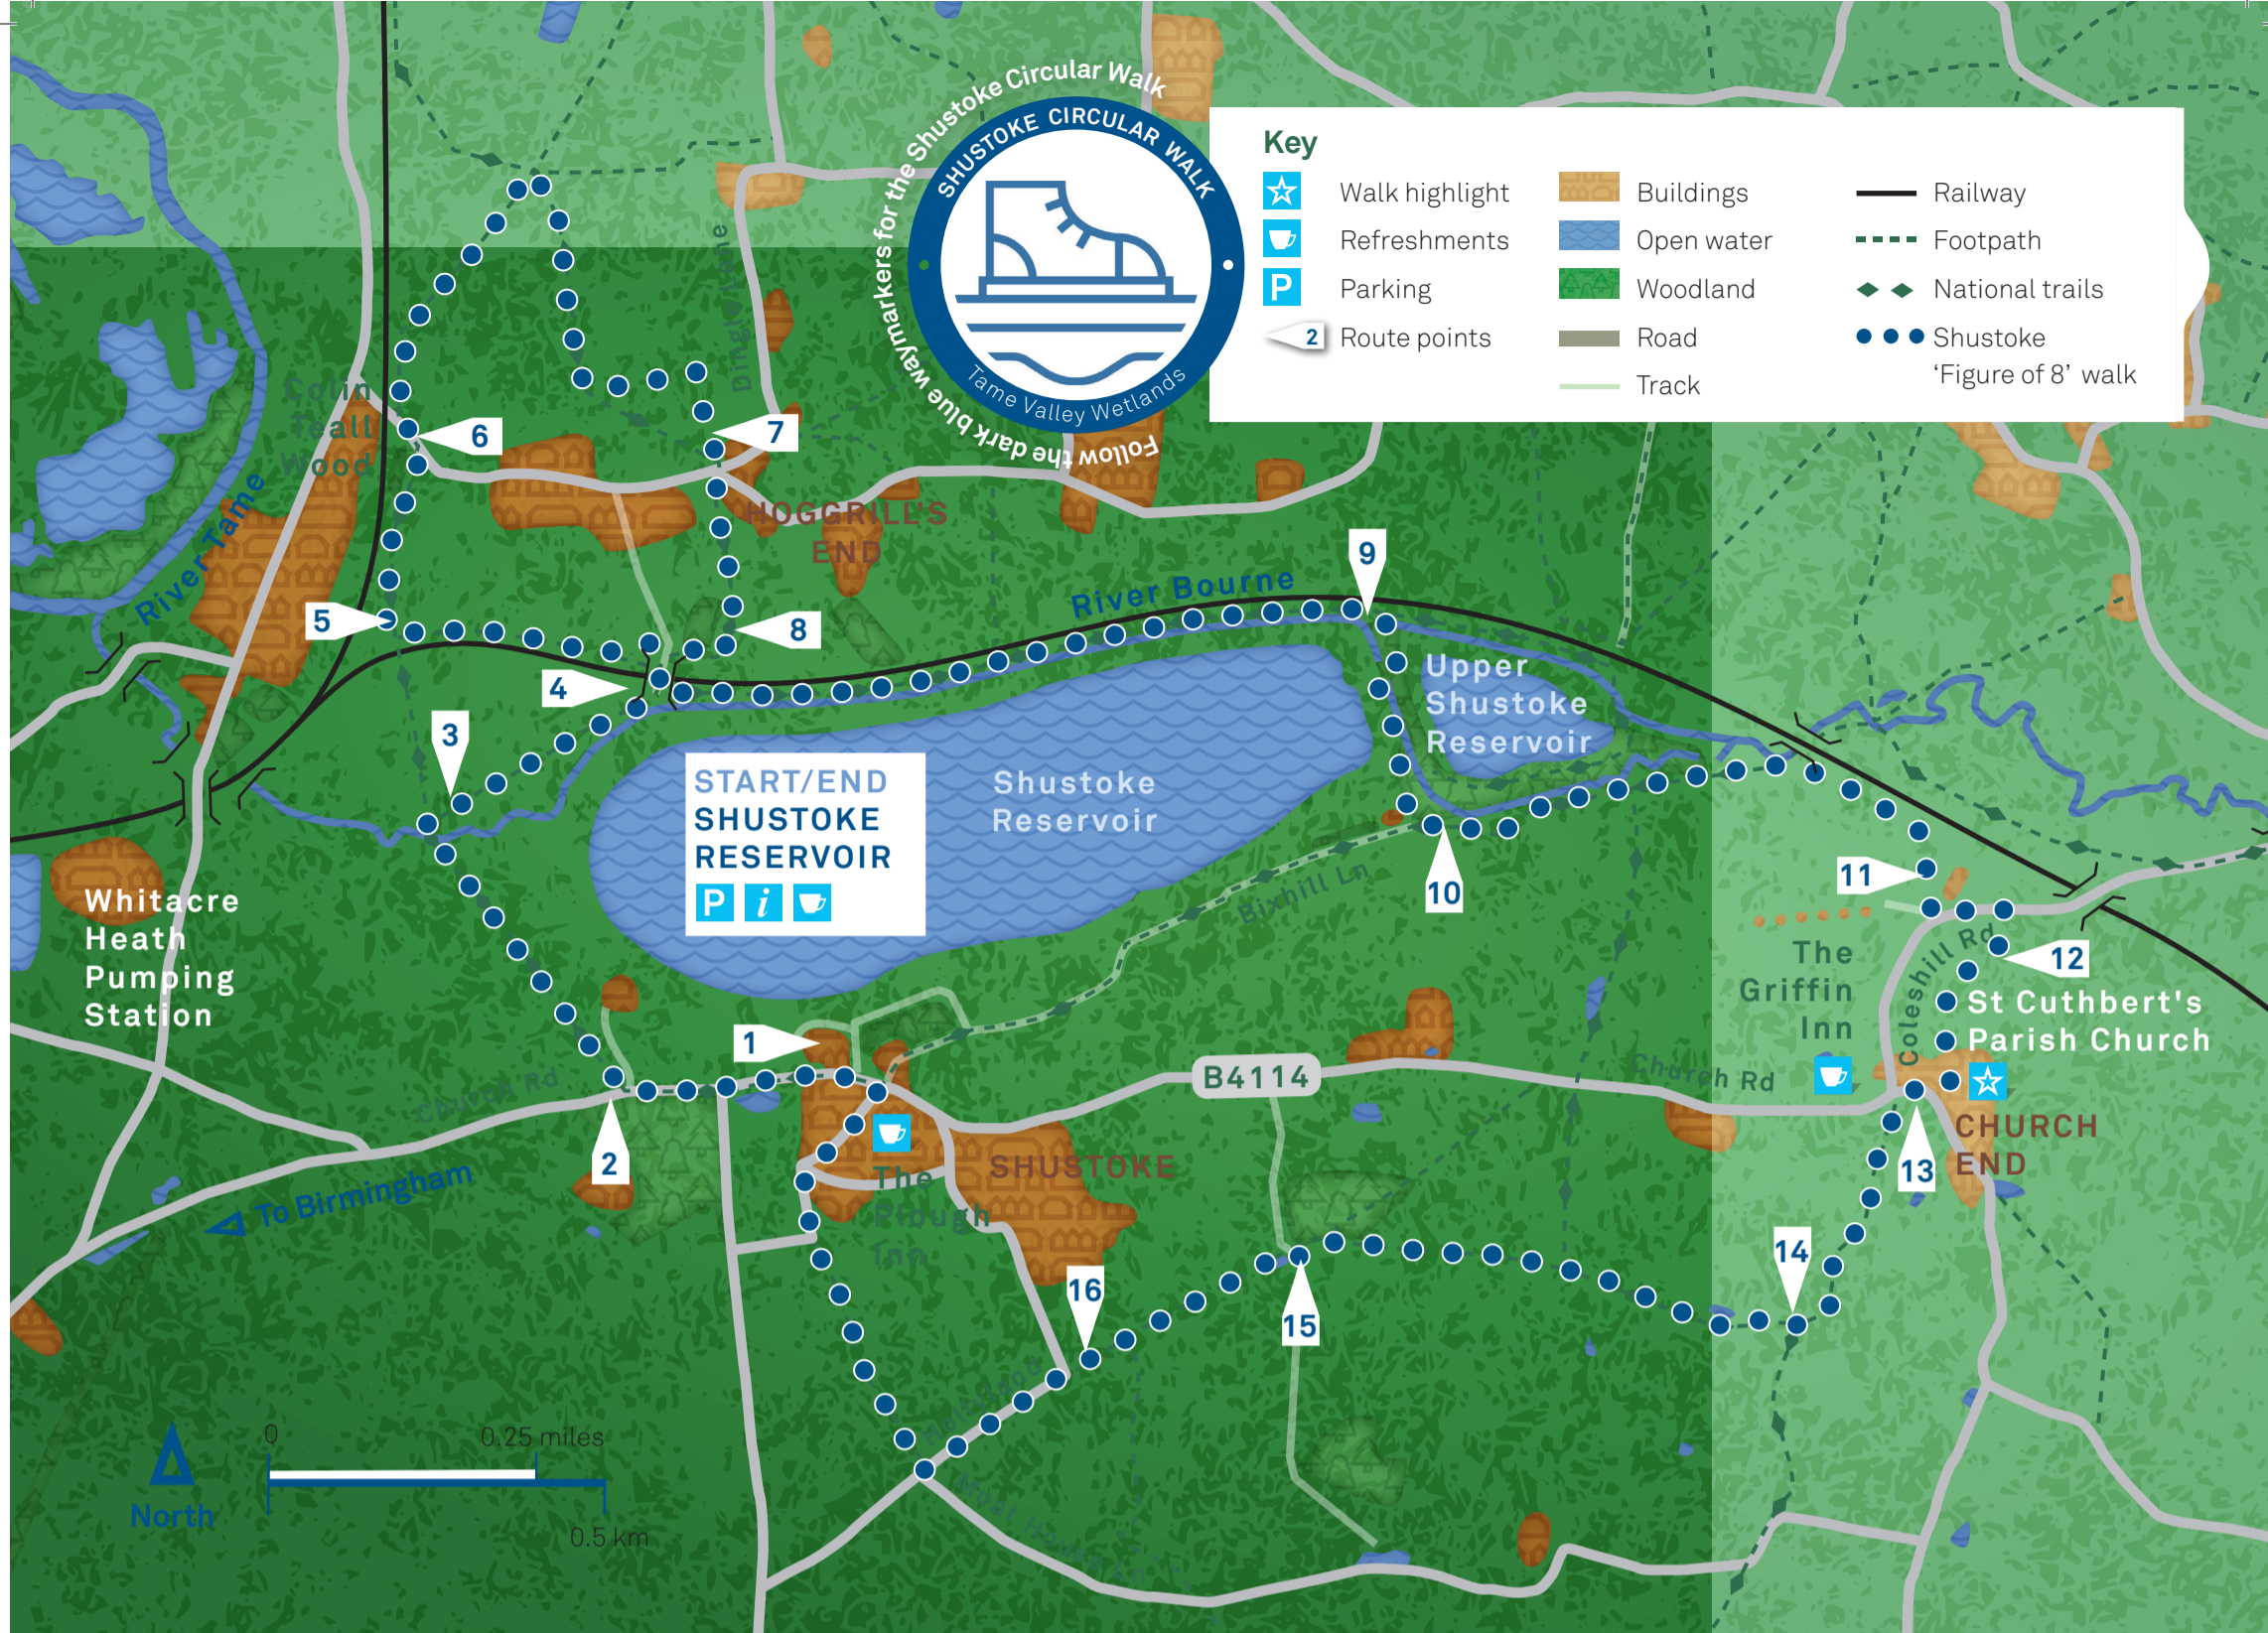 Follow the dark blue waymarkers for the Shustoke Circular Walk
SHUSTOKE CIRCULAR WALK
Tame Valley Wetlands
Key
Walk highlight
Refreshments
P
Parking
2
Route points
Buildings
Open water
Woodland
Road
Track
Railway
Footpath
National trails
Shustoke
‘Figure of 8’ walk
Dingle Lane
Colin
Teall
Wood
6
7
River Tame
HOGGRILL'S
END
5
8
9
River Bourne
4
3
Upper
Shustoke
Reservoir
START/END
SHUSTOKE
RESERVOIR
P i
Shustoke
Reservoir
10
Bixhill Ln
11
12
Whitacre
Heath
Pumping
Station
The
Griffin
Inn
Coleshill Rd
St Cuthbert's
Parish Church
1
B4114
Church Rd
Church Rd
2
CHURCH
END
13
To Birmingham
SHUSTOKE
The
Plough
Inn
14
15
16
Moat House Ln
0
0.25 miles
0.5 km
North